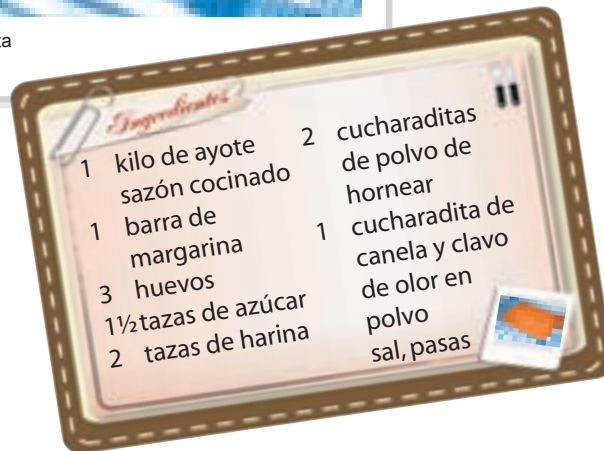 ta
Ingredientes
1 kilo de ayote
sazón cocinado
1 barra de
margarina
3 huevos
1½ tazas de azúcar
2 tazas de harina
2 cucharaditas
de polvo de
hornear
1 cucharadita de
canela y clavo
de olor en
polvo
sal, pasas